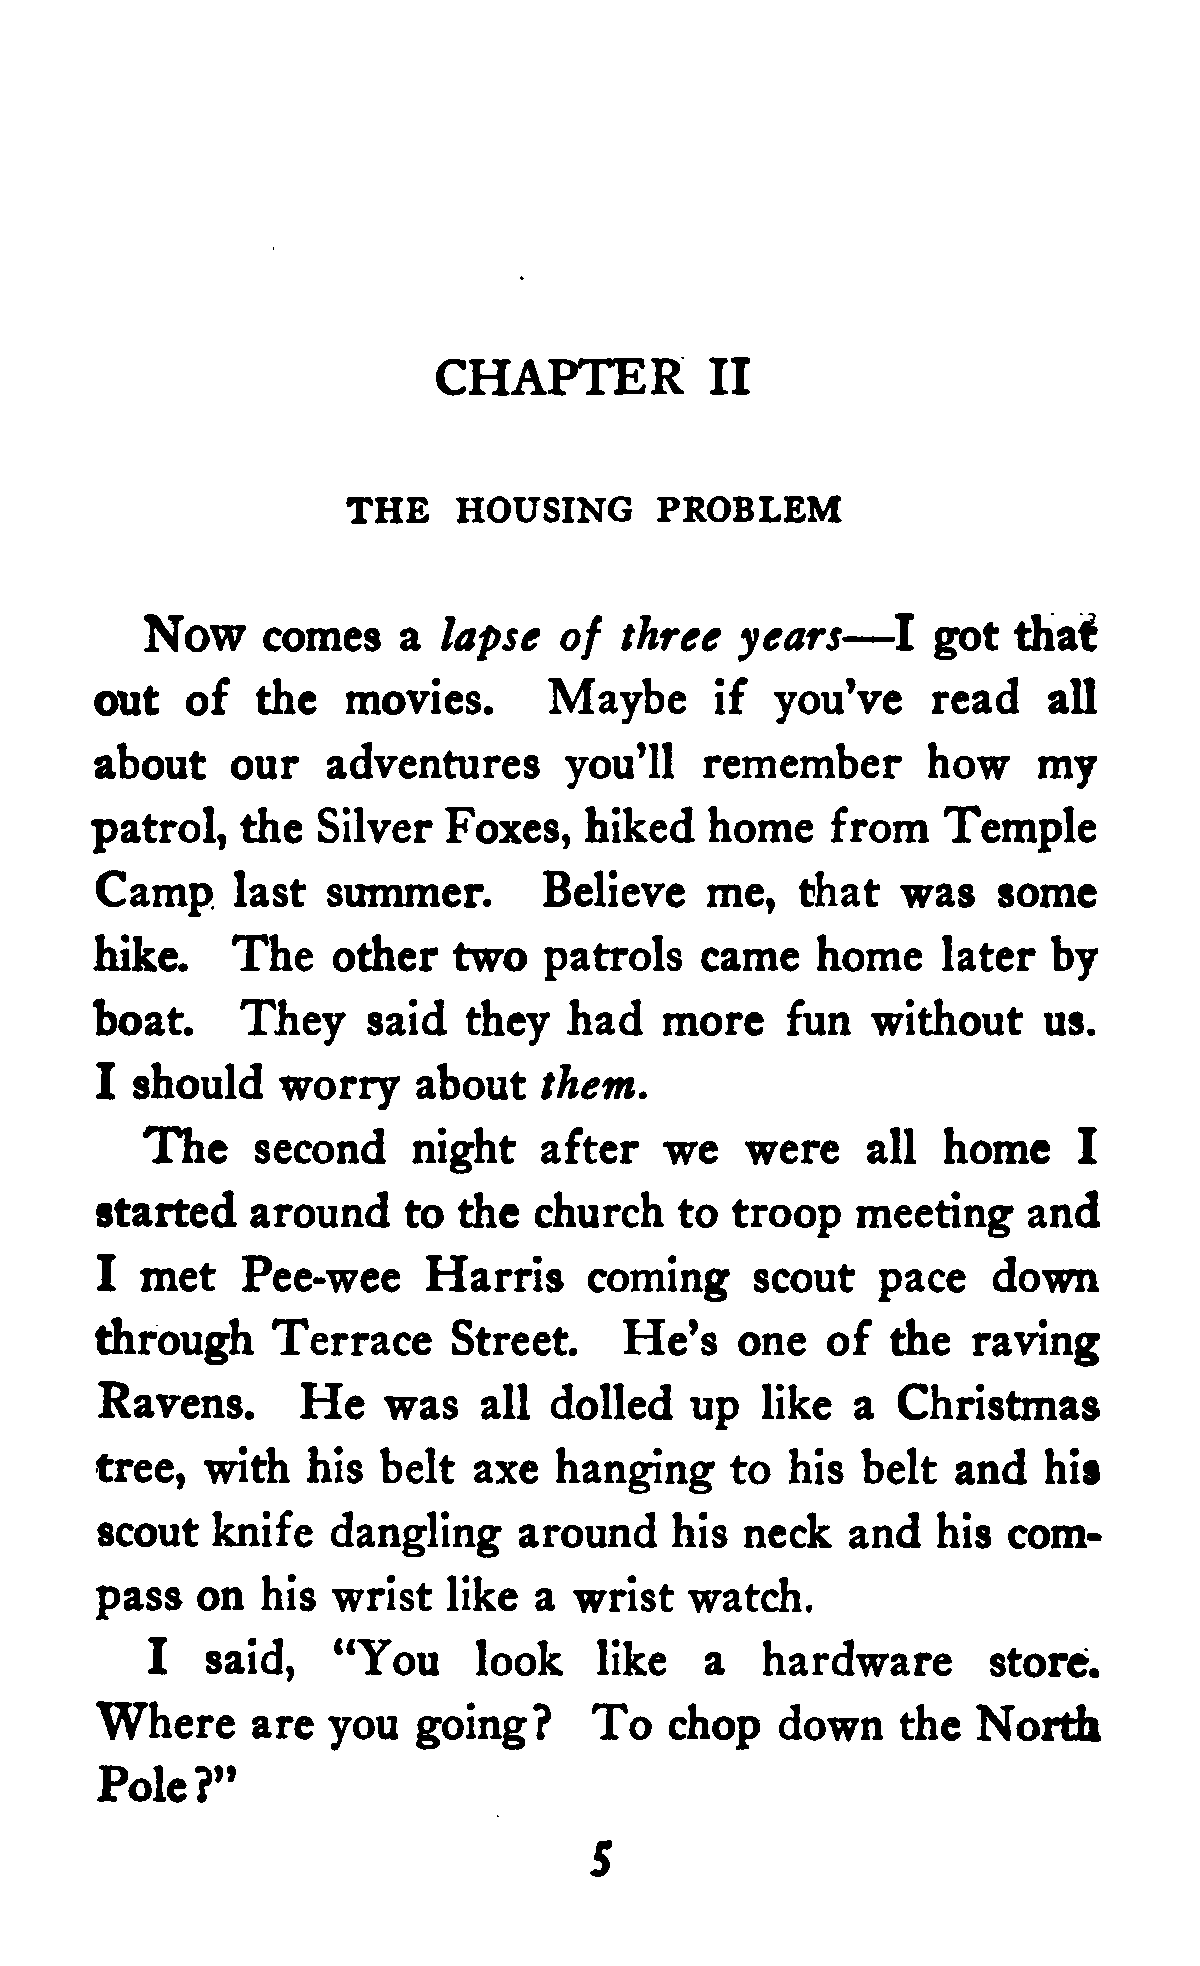 CHAPTER II
THE HOUSING PROBLEM
Now comes a lapse of three years—I got that
out of the movies. Maybe if you've read all
about our adventures you'll remember how my
patrol, the Silver Foxes, hiked home from Temple
Camp last summer. Believe me, that was some
hike. The other two patrols came home later by
boat. They said they had more fun without us.
I should worry about them.
The second night after we were all home I
started around to the church to troop meeting and
I met Pee-wee Harris coming scout pace down
through Terrace Street. He's one of the raving
Ravens. He was all dolled up like a Christmas
tree, with his belt axe hanging to his belt and his
scout knife dangling around his neck and his com-
pass on his wrist like a wrist watch.
I said, "You look like a hardware store.
Where are you going? To chop down the North
Pole?"
5